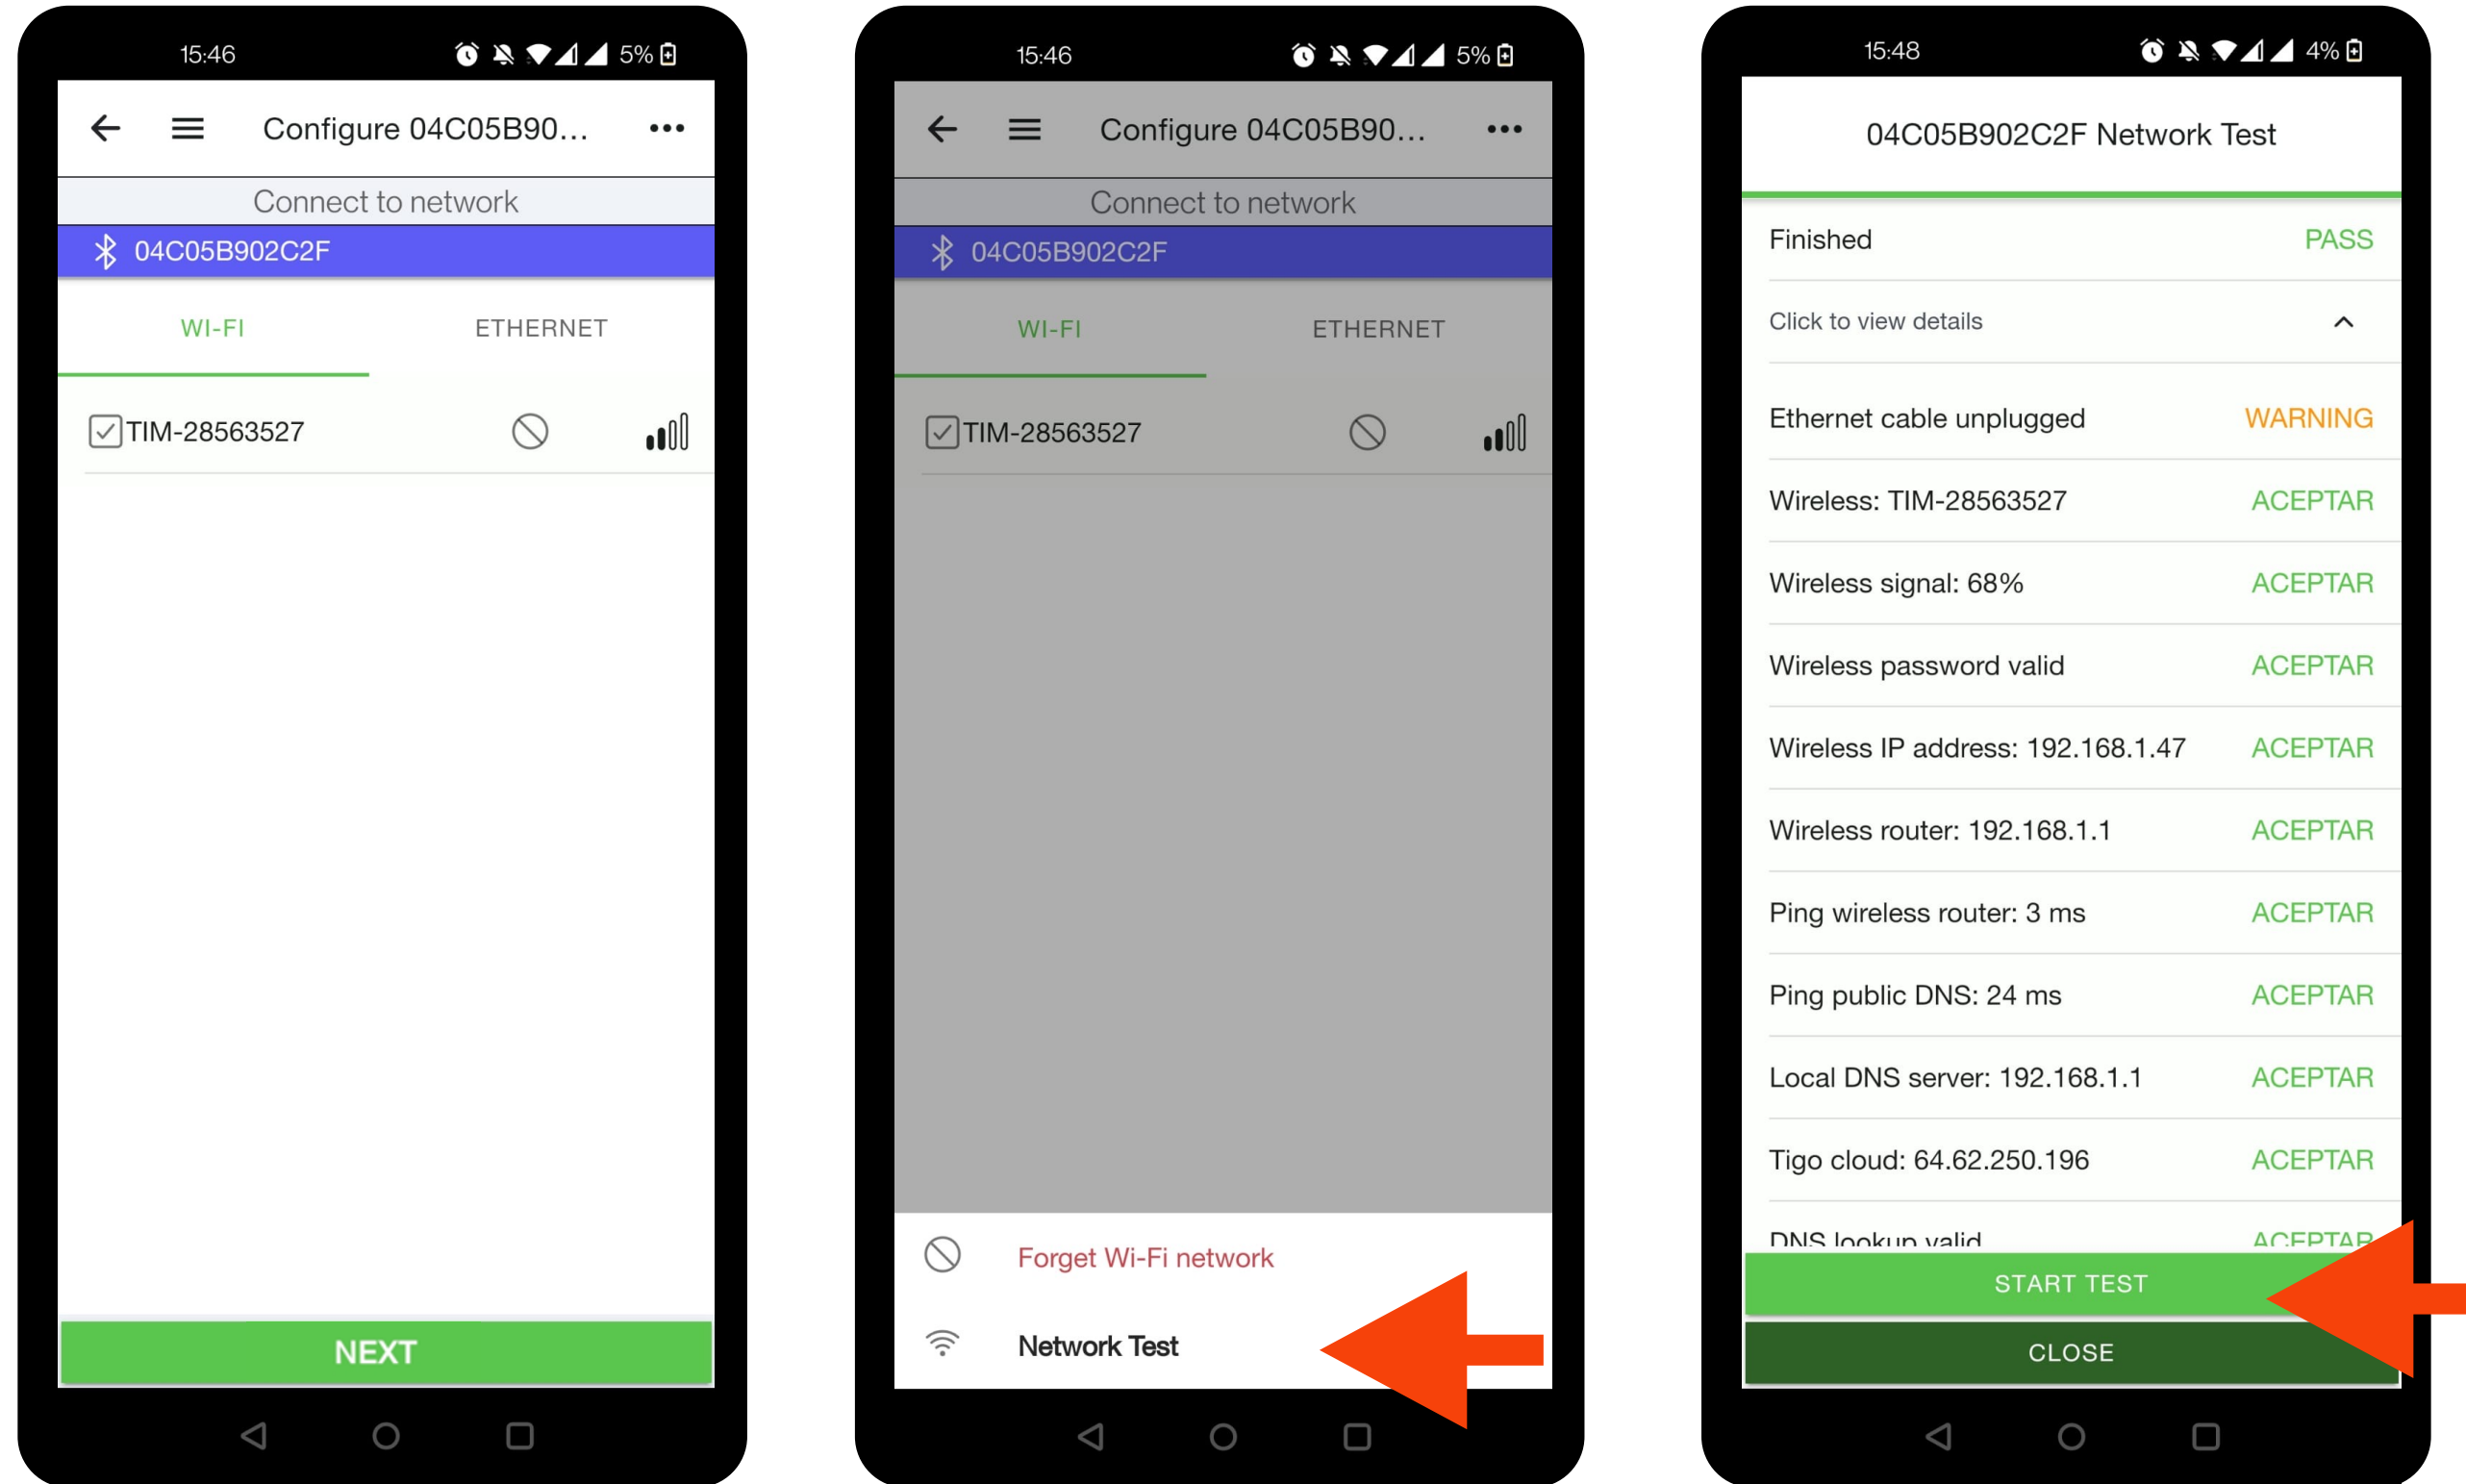 15:46
5%
Configure 04C05B90...
Connect to network
04C05B902C2F
WI-FI
ETHERNET
TIM-28563527
NEXT
15:46
5%
Configure 04C05B90...
Connect to network
04C05B902C2F
WI-FI
ETHERNET
TIM-28563527
Forget Wi-Fi network
Network Test
15:48
4%
04C05B902C2F Network Test
Finished PASS
Click to view details
Ethernet cable unplugged WARNING
Wireless: TIM-28563527 ACEPTAR
Wireless signal: 68% ACEPTAR
Wireless password valid ACEPTAR
Wireless IP address: 192.168.1.47 ACEPTAR
Wireless router: 192.168.1.1 ACEPTAR
Ping wireless router: 3 ms ACEPTAR
Ping public DNS: 24 ms ACEPTAR
Local DNS server: 192.168.1.1 ACEPTAR
Tigo cloud: 64.62.250.196 ACEPTAR
DNS lookup valid ACEPTAR
START TEST
CLOSE